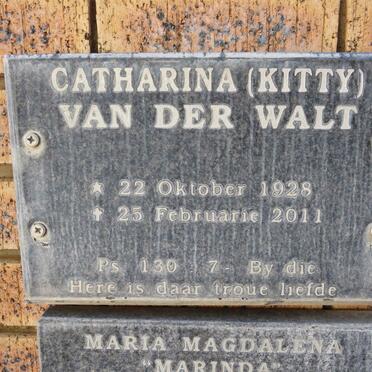 CATHARINA (KITTY)
VAN DER WALT
* 22 Oktober 1928
✝ 25 Februarie 2011
Ps 130 : 7 - By die
Here is daar troue liefde
MARIA MAGDALENA
"MARINDA"